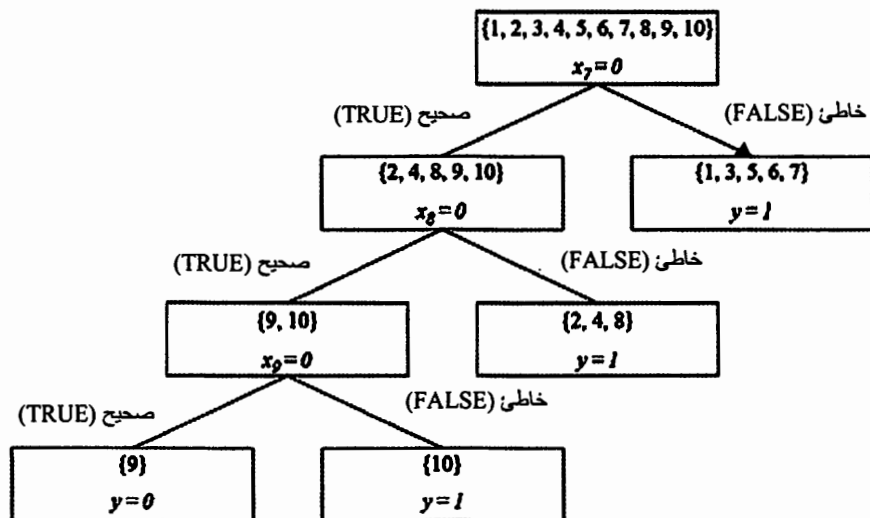 {1, 2, 3, 4, 5, 6, 7, 8, 9, 10}
x₇=0
صحيح (TRUE)
خاطئ (FALSE)
{2, 4, 8, 9, 10}
x₈=0
{1, 3, 5, 6, 7}
y=1
صحيح (TRUE)
خاطئ (FALSE)
{9, 10}
x₉=0
{2, 4, 8}
y=1
صحيح (TRUE)
خاطئ (FALSE)
{9}
y=0
{10}
y=1